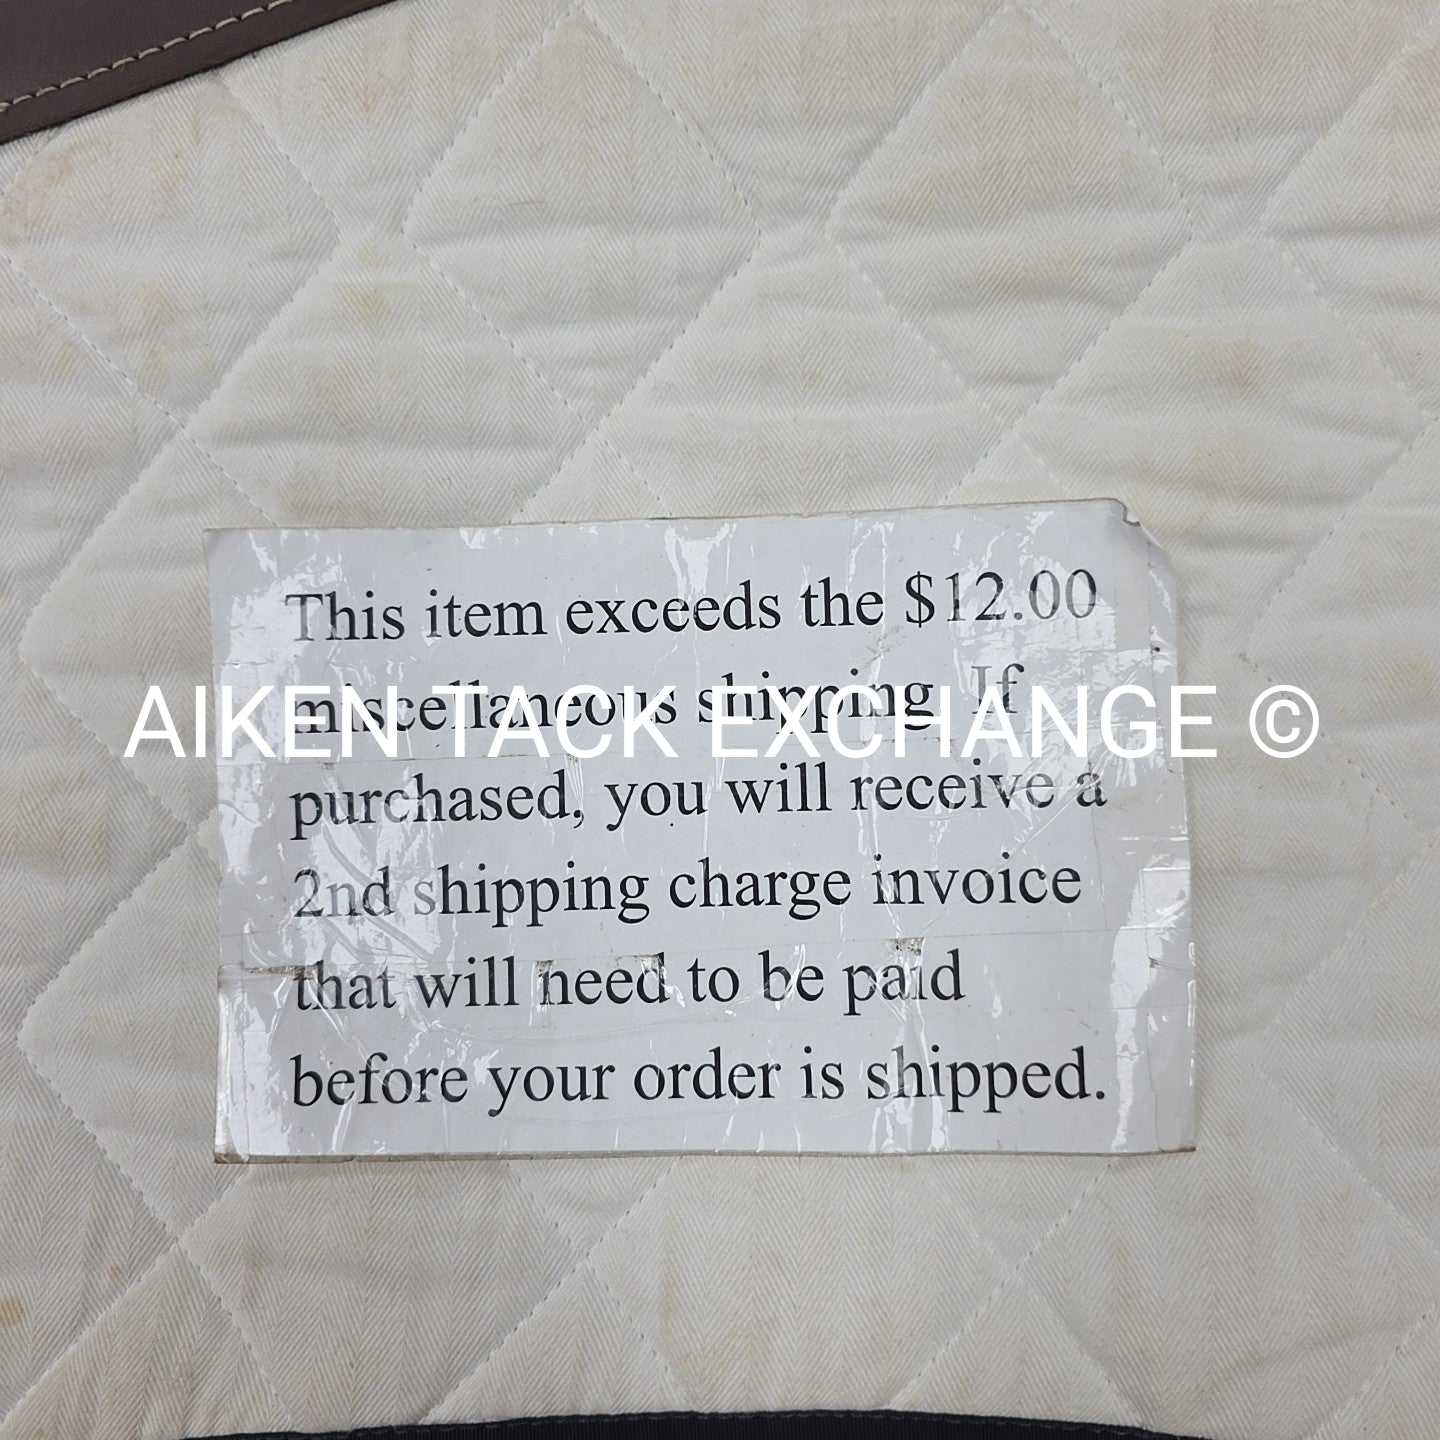 This item exceeds the $12.00
miscellaneous shipping. If
AIKEN TACK EXCHANGE ©
purchased, you will receive a
2nd shipping charge invoice
that will need to be paid
before your order is shipped.